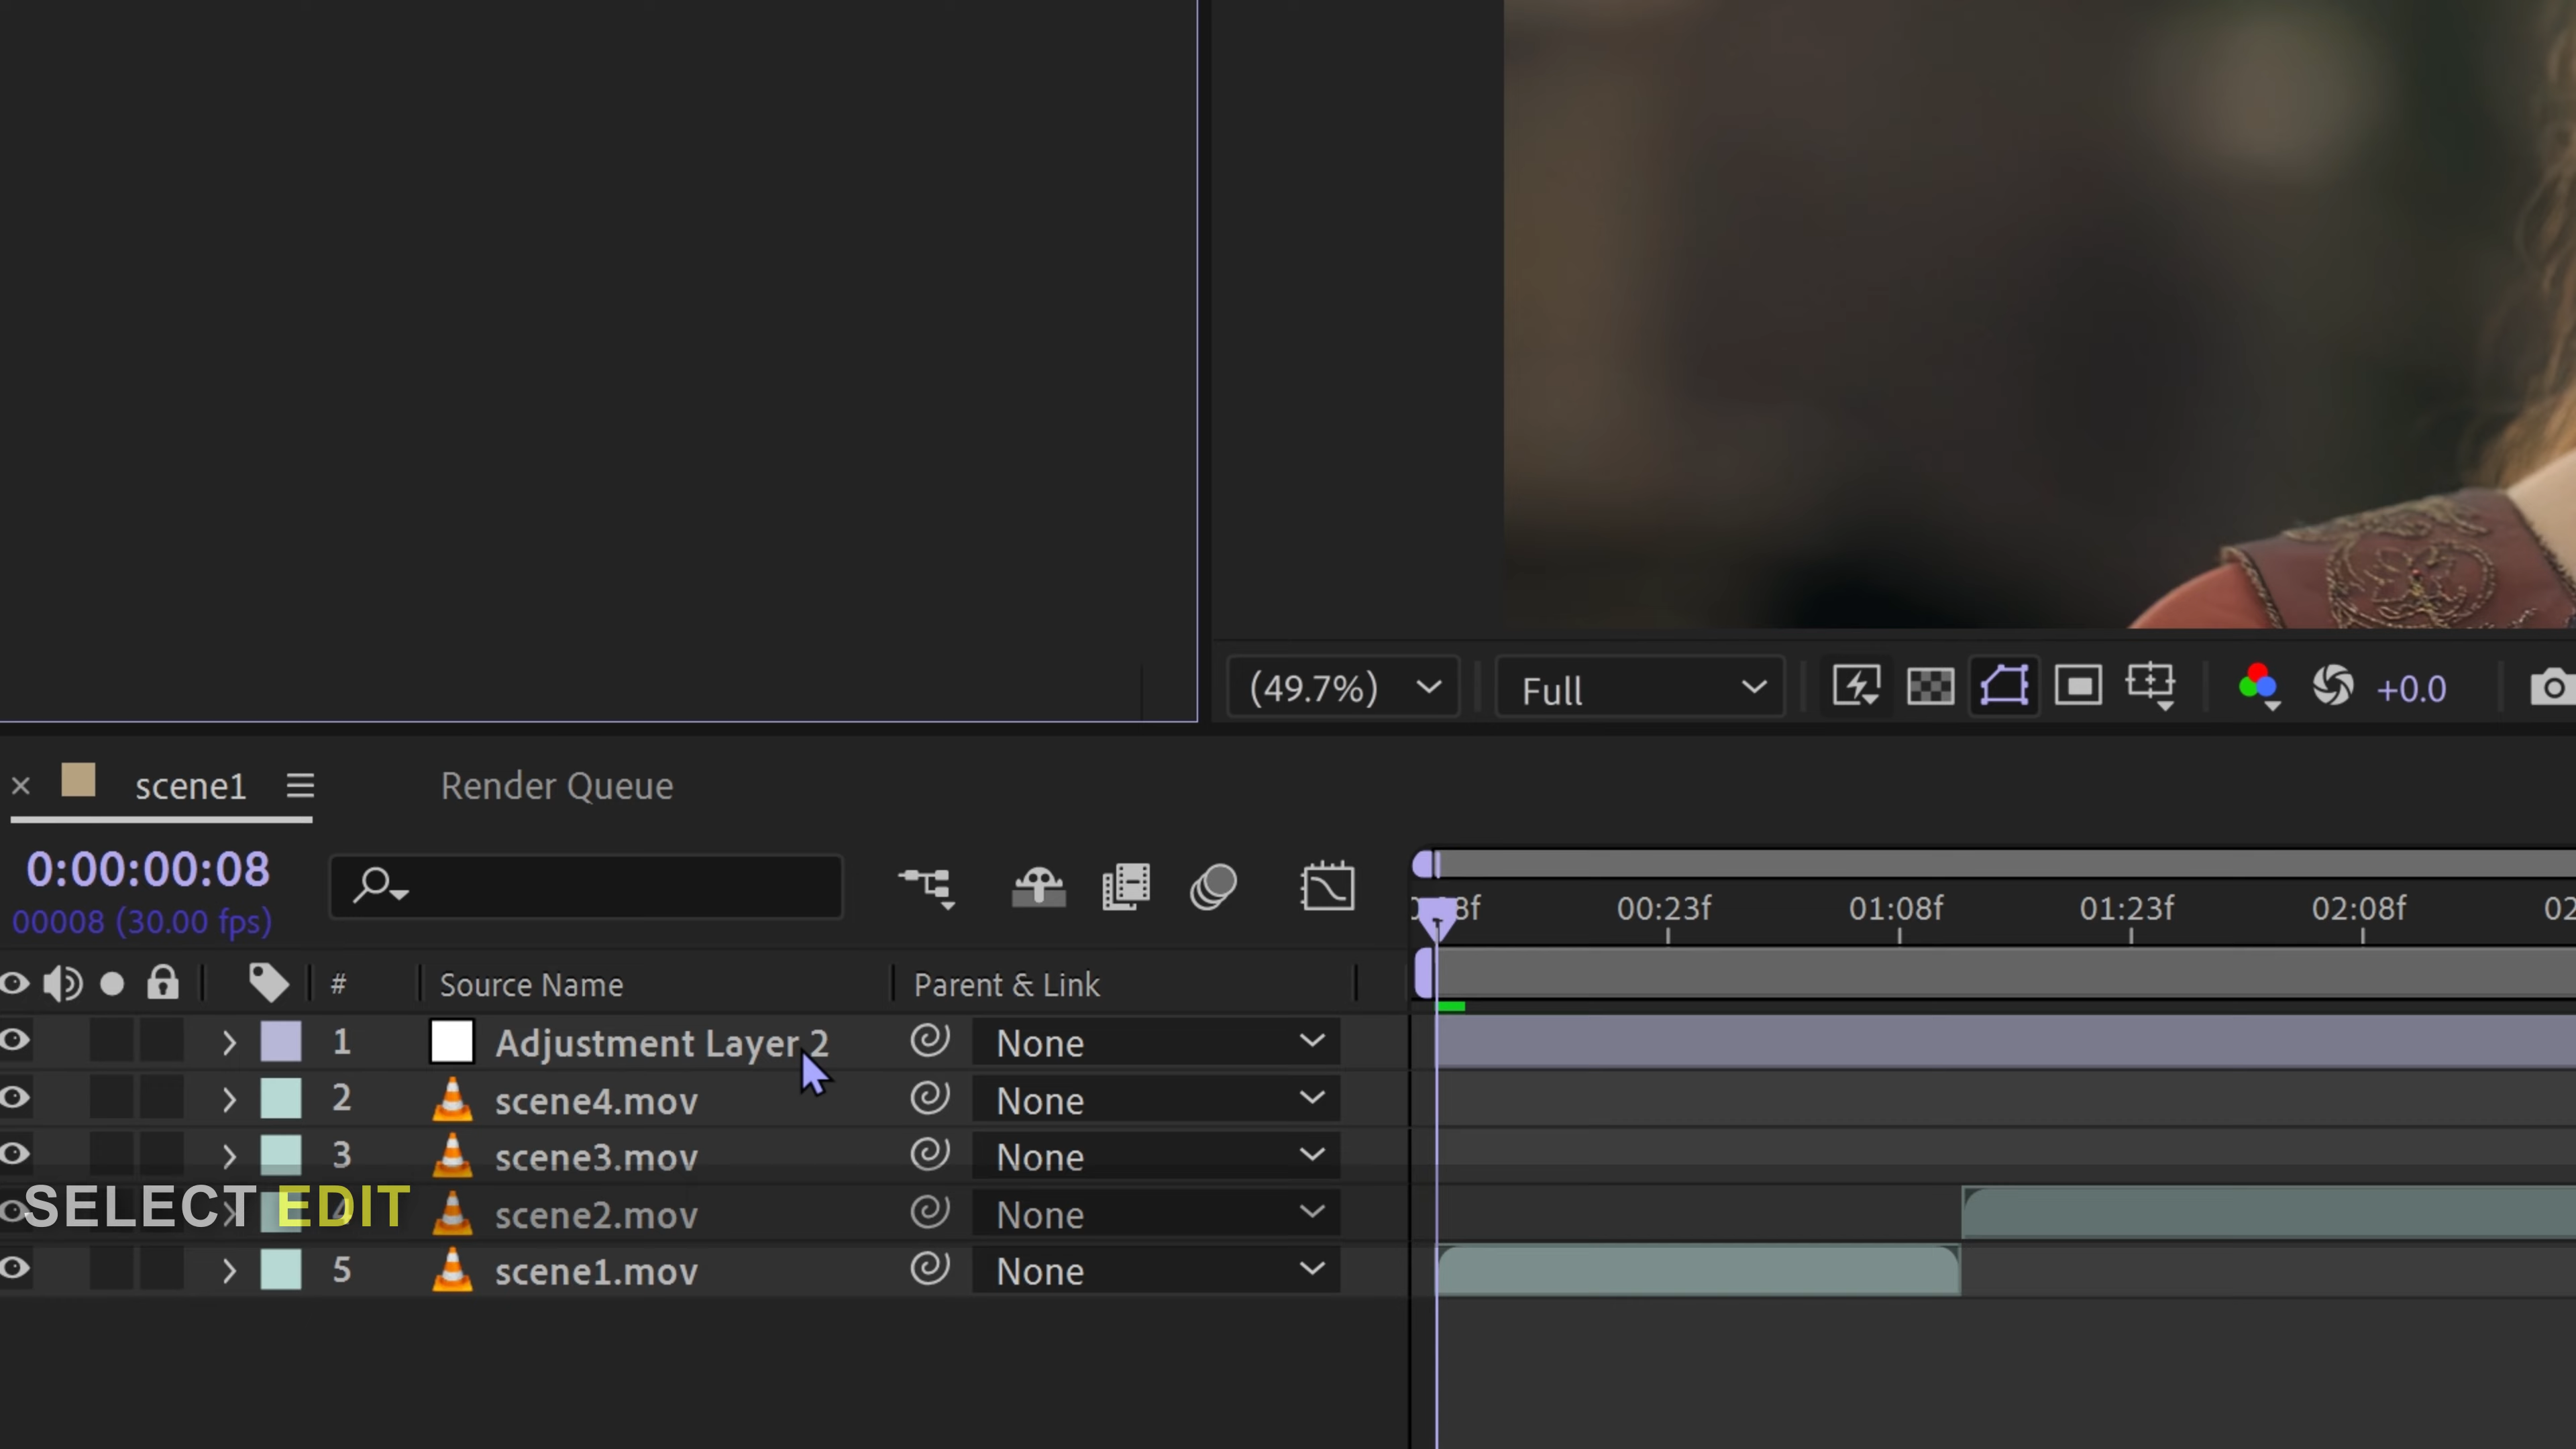 (49.7%) Full +0.0
scene1 Render Queue
0:00:00:08
00008 (30.00 fps)
00:23f 01:08f 01:23f 02:08f
# Source Name Parent & Link
1 Adjustment Layer 2 None
2 scene4.mov None
3 scene3.mov None
4 scene2.mov None
SELECT EDIT
5 scene1.mov None